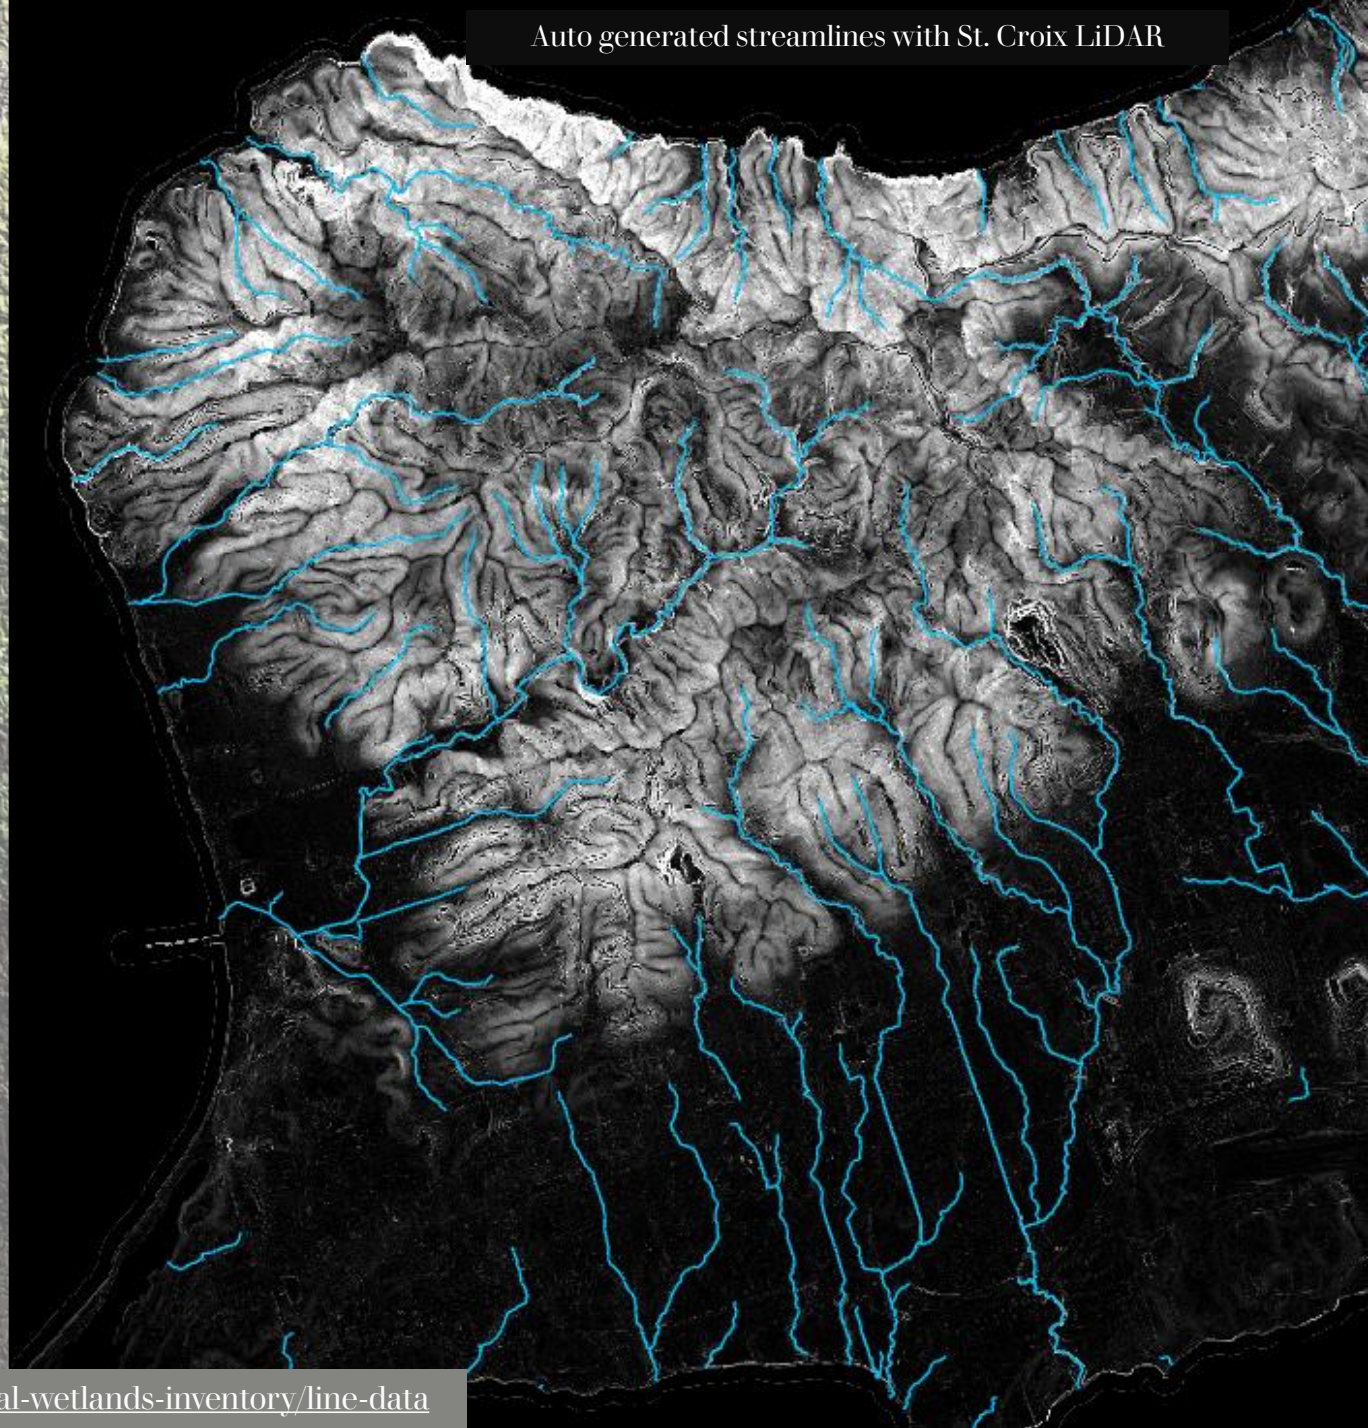 Auto generated streamlines with St. Croix LiDAR
al-wetlands-inventory/line-data